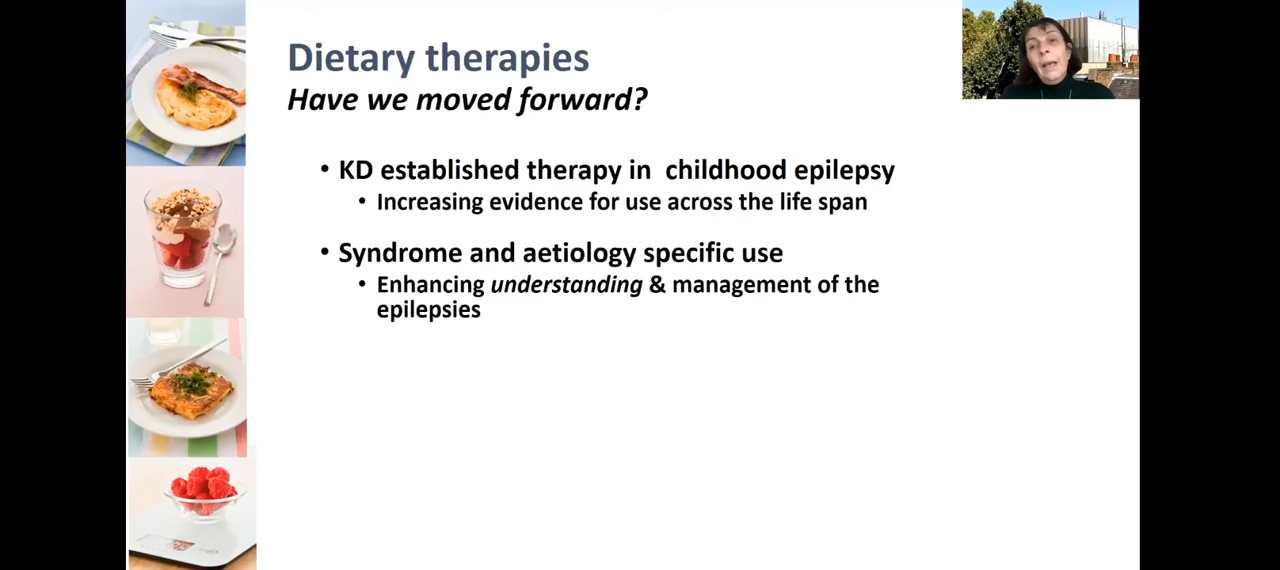 Dietary therapies
Have we moved forward?
• KD established therapy in childhood epilepsy
• Increasing evidence for use across the life span
• Syndrome and aetiology specific use
• Enhancing understanding & management of the
epilepsies